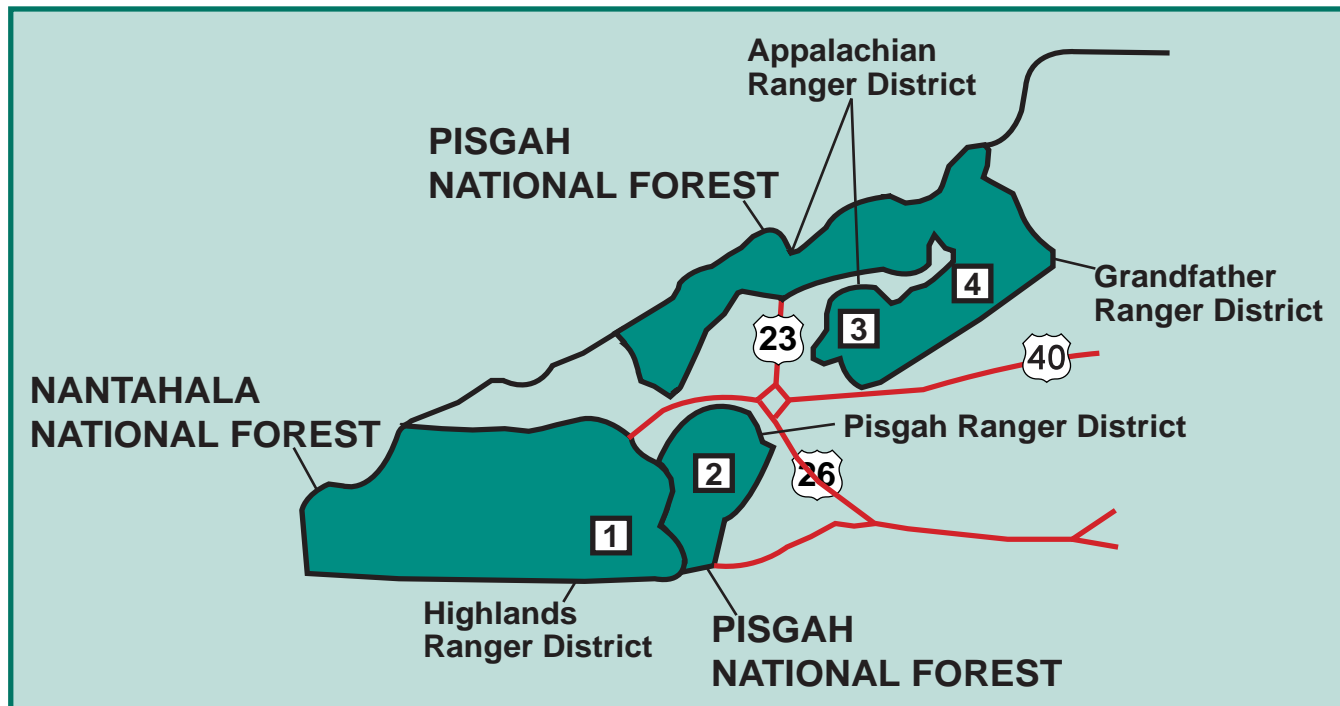 Appalachian
Ranger District
PISGAH
NATIONAL FOREST
4
Grandfather
Ranger District
3
23
40
NANTAHALA
NATIONAL FOREST
Pisgah Ranger District
2
26
1
Highlands
Ranger District
PISGAH
NATIONAL FOREST